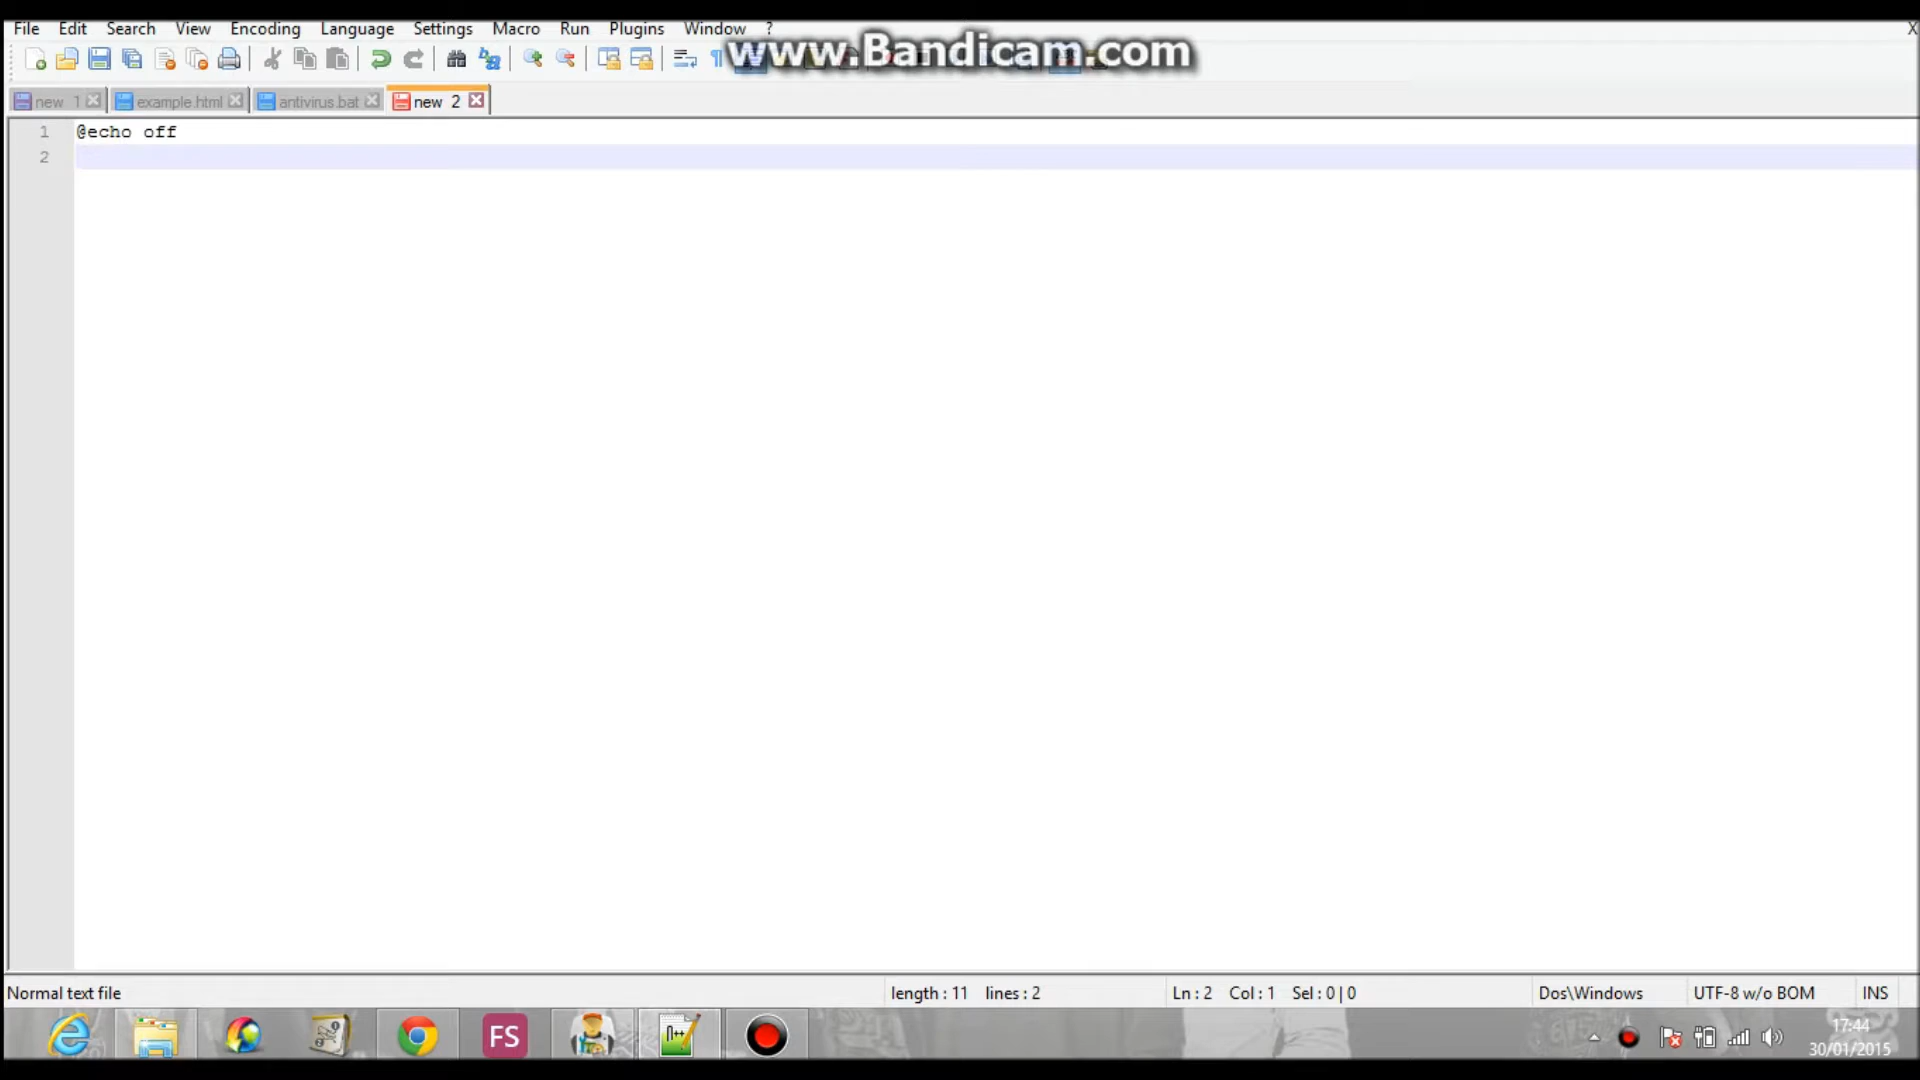 File Edit Search View Encoding Language Settings Macro Run Plugins Window ? X
www.Bandicam.com
new 1 example.html antivirus.bat new 2
1 @echo off
2
Normal text file length : 11 lines : 2 Ln : 2 Col : 1 Sel : 0 | 0 Dos\Windows UTF-8 w/o BOM INS
FS n++ 17:44
30/01/2015